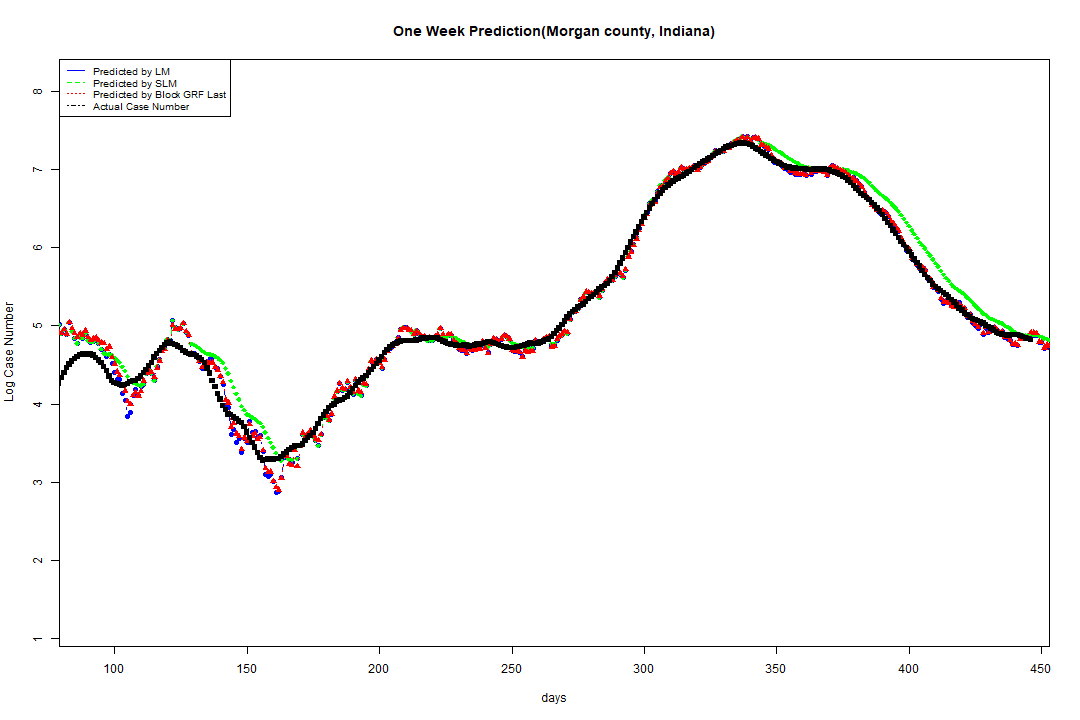 One Week Prediction(Morgan county, Indiana)
Predicted by LM
Predicted by SLM
Predicted by Block GRF Last
Actual Case Number
8
7
6
5
4
3
2
1
Log Case Number
100 150 200 250 300 350 400 450
days